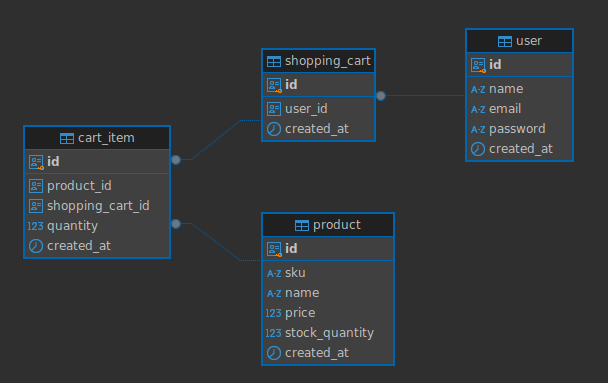 user
id
name
email
password
created_at
shopping_cart
id
user_id
created_at
cart_item
id
product_id
shopping_cart_id
123 quantity
created_at
product
id
A-Z sku
A-Z name
123 price
123 stock_quantity
created_at